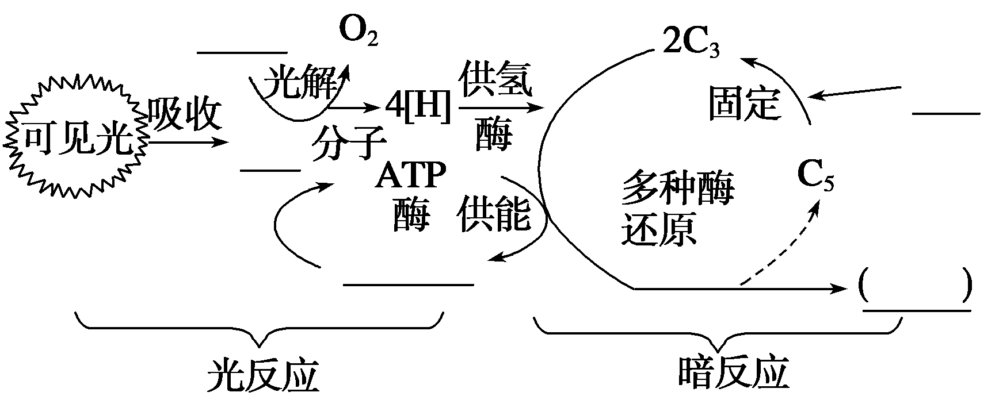 O₂
2C₃
光解
供氢
固定
吸收
4[H]
可见光
酶
分子
ATP
C₅
多种酶
酶
供能
还原
( )
光反应
暗反应